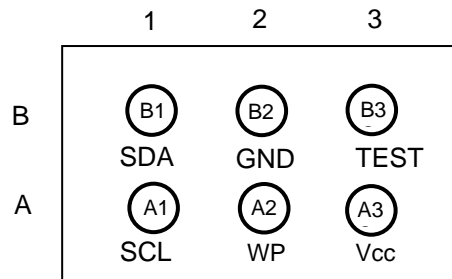 1 2 3
B B1 B2 B3
SDA GND TEST
A A1 A2 A3
SCL WP Vcc